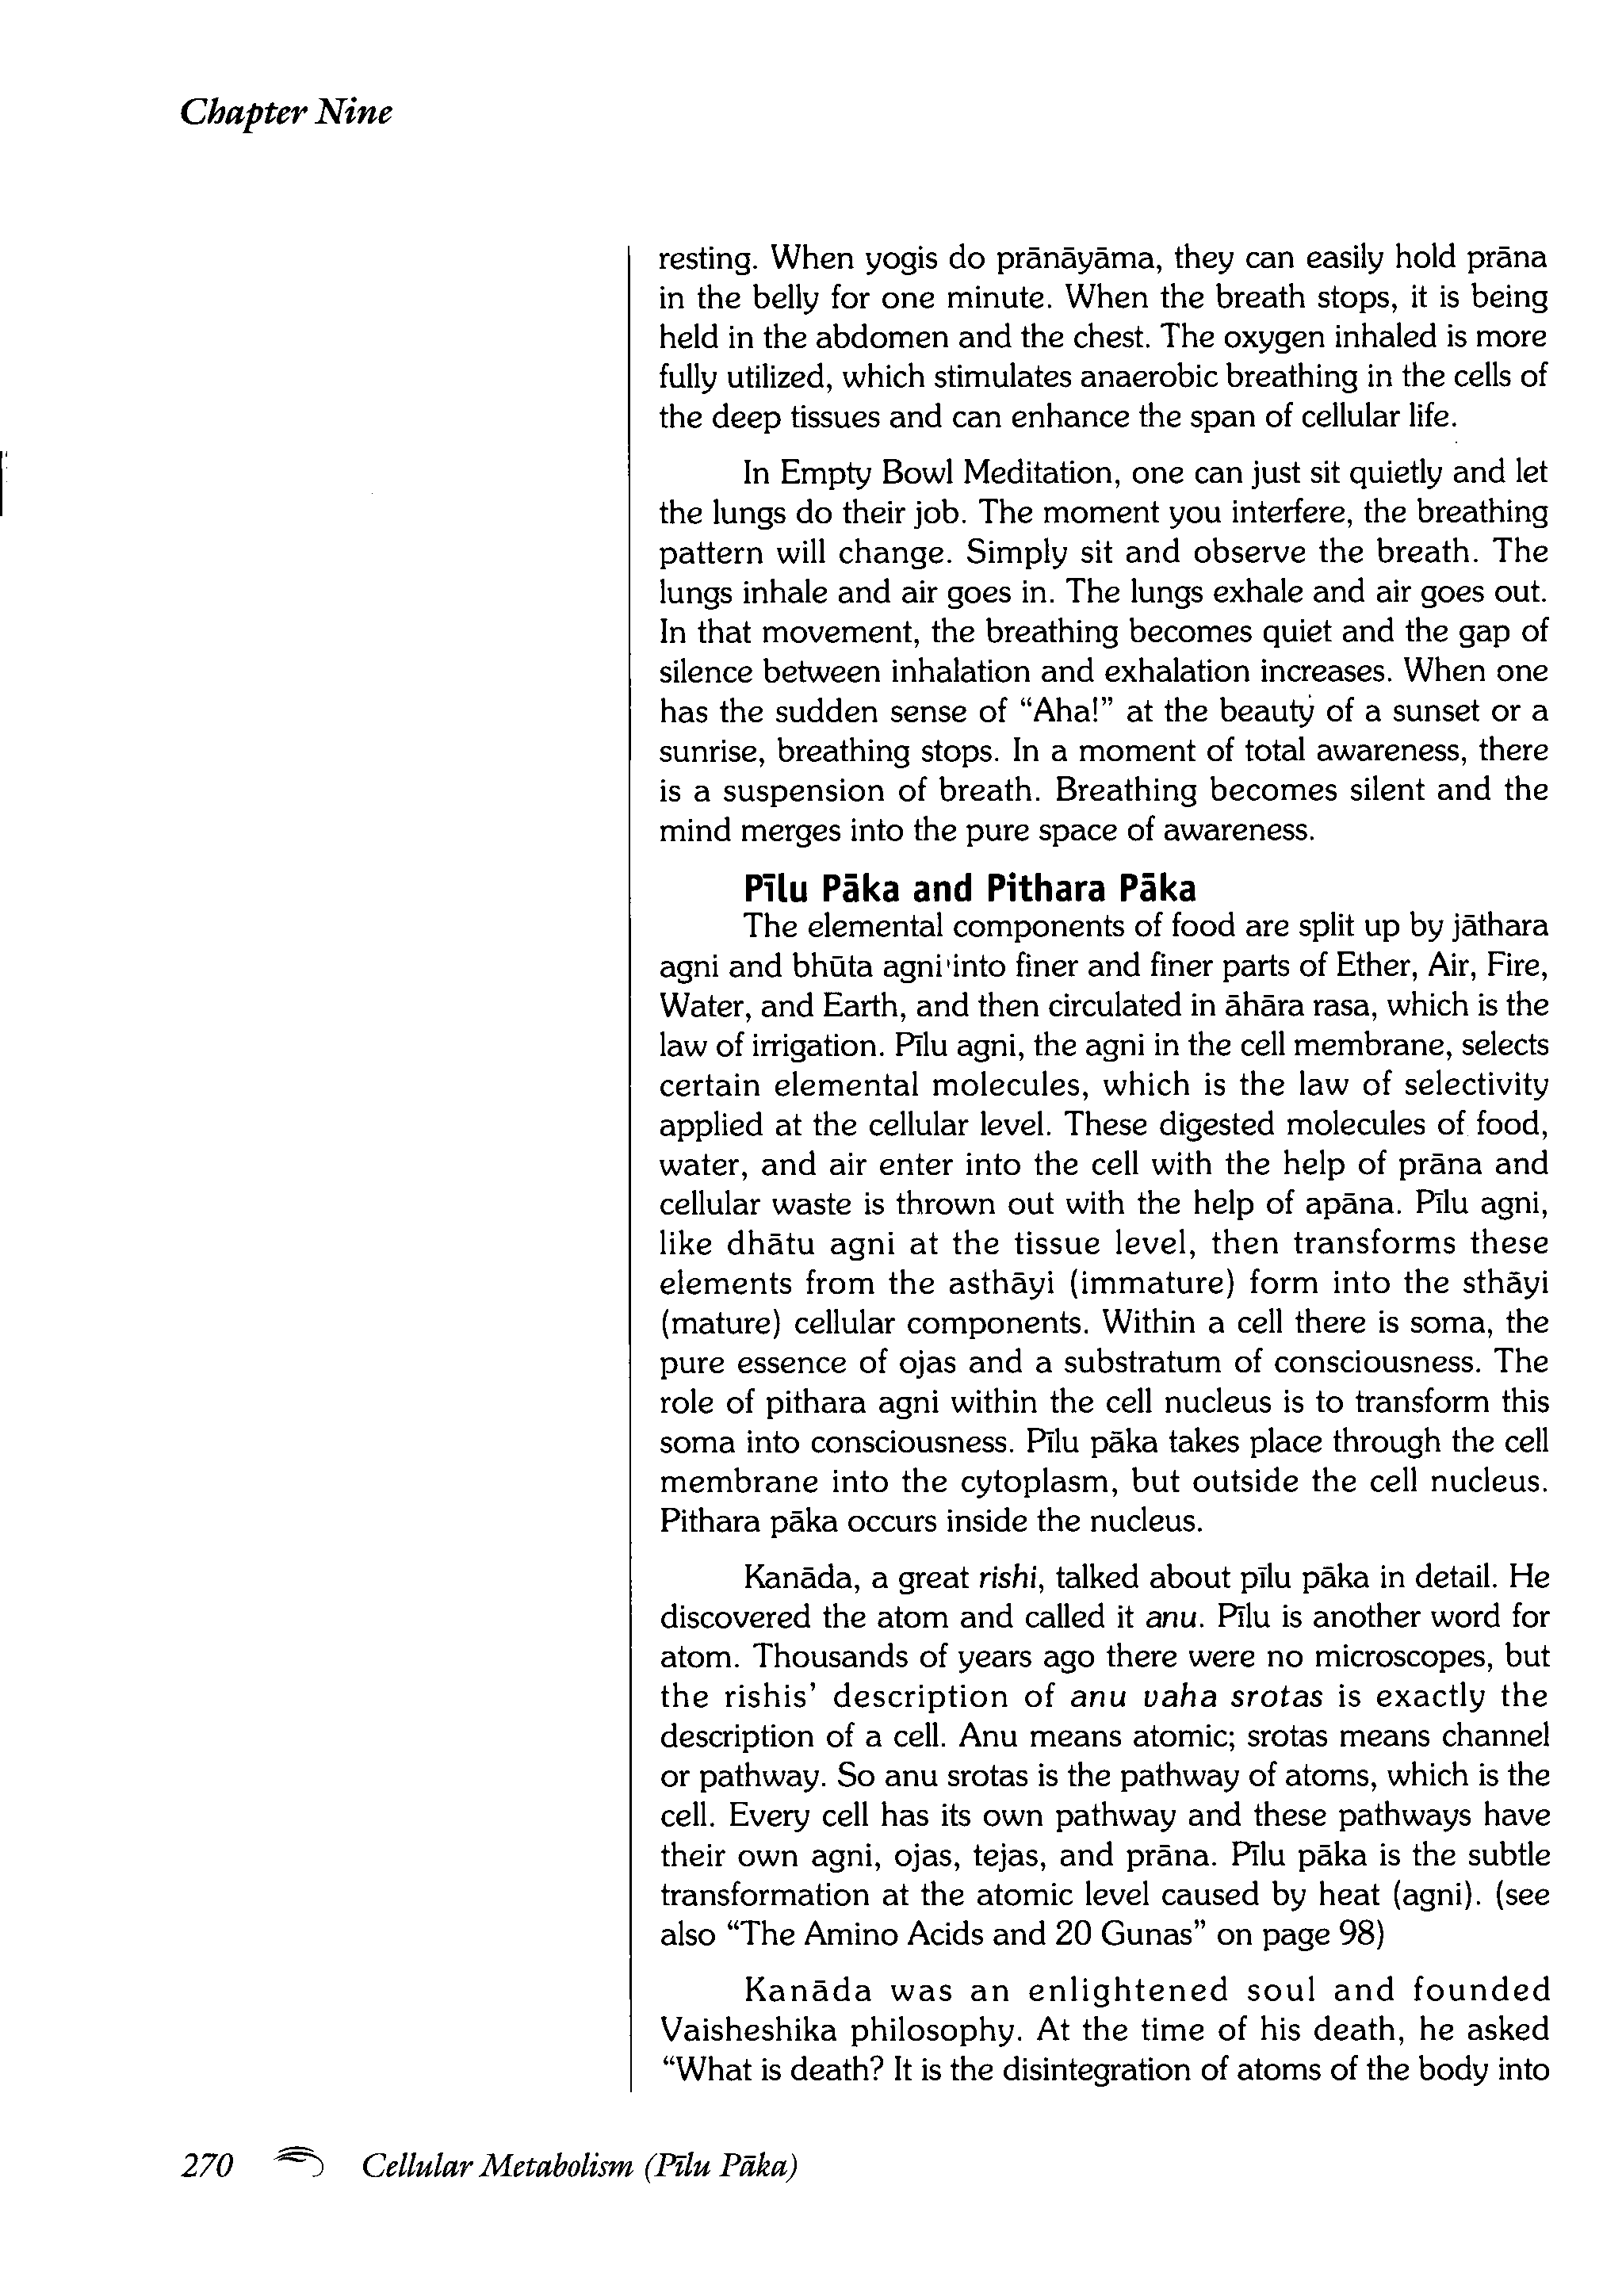 Chapter Nine
resting. When yogis do prānāyāma, they can easily hold prāna
in the belly for one minute. When the breath stops, it is being
held in the abdomen and the chest. The oxygen inhaled is more
fully utilized, which stimulates anaerobic breathing in the cells of
the deep tissues and can enhance the span of cellular life.
In Empty Bowl Meditation, one can just sit quietly and let
the lungs do their job. The moment you interfere, the breathing
pattern will change. Simply sit and observe the breath. The
lungs inhale and air goes in. The lungs exhale and air goes out.
In that movement, the breathing becomes quiet and the gap of
silence between inhalation and exhalation increases. When one
has the sudden sense of “Aha!” at the beauty of a sunset or a
sunrise, breathing stops. In a moment of total awareness, there
is a suspension of breath. Breathing becomes silent and the
mind merges into the pure space of awareness.
Pīlu Pāka and Pithara Pāka
The elemental components of food are split up by jāthara
agni and bhūta agni into finer and finer parts of Ether, Air, Fire,
Water, and Earth, and then circulated in āhāra rasa, which is the
law of irrigation. Pīlu agni, the agni in the cell membrane, selects
certain elemental molecules, which is the law of selectivity
applied at the cellular level. These digested molecules of food,
water, and air enter into the cell with the help of prāna and
cellular waste is thrown out with the help of apāna. Pīlu agni,
like dhātu agni at the tissue level, then transforms these
elements from the asthāyi (immature) form into the sthāyi
(mature) cellular components. Within a cell there is soma, the
pure essence of ojas and a substratum of consciousness. The
role of pithara agni within the cell nucleus is to transform this
soma into consciousness. Pīlu pāka takes place through the cell
membrane into the cytoplasm, but outside the cell nucleus.
Pithara pāka occurs inside the nucleus.
Kanāda, a great rishi, talked about pīlu pāka in detail. He
discovered the atom and called it anu. Pīlu is another word for
atom. Thousands of years ago there were no microscopes, but
the rishis’ description of anu vaha srotas is exactly the
description of a cell. Anu means atomic; srotas means channel
or pathway. So anu srotas is the pathway of atoms, which is the
cell. Every cell has its own pathway and these pathways have
their own agni, ojas, tejas, and prāna. Pīlu pāka is the subtle
transformation at the atomic level caused by heat (agni). (see
also “The Amino Acids and 20 Gunas” on page 98)
Kanāda was an enlightened soul and founded
Vaisheshika philosophy. At the time of his death, he asked
“What is death? It is the disintegration of atoms of the body into
270 Cellular Metabolism (Pīlu Pāka)